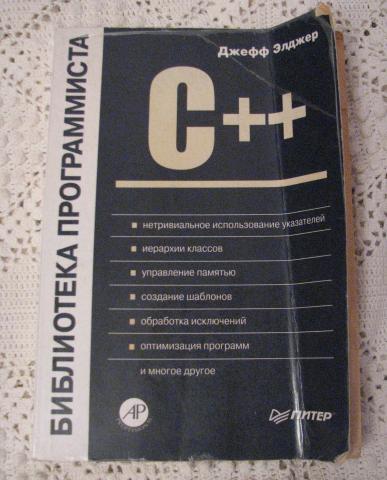 БИБЛИОТЕКА ПРОГРАММИСТА
Джефф Элджер
C++
нетривиальное использование указателей
иерархии классов
управление памятью
создание шаблонов
обработка исключений
оптимизация программ
и многое другое
AP
ПИТЕР